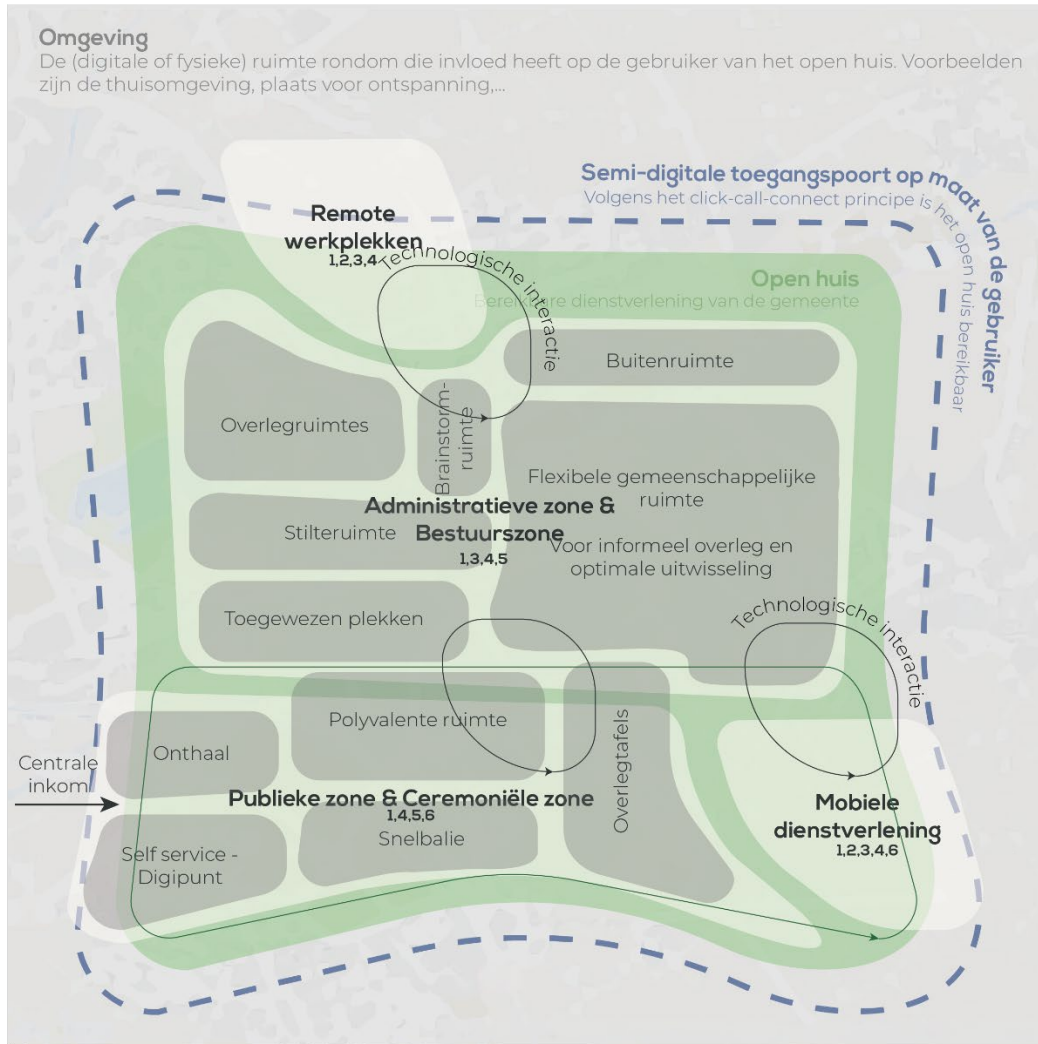 Omgeving
De (digitale of fysieke) ruimte rondom die invloed heeft op de gebruiker van het open huis. Voorbeelden
zijn de thuisomgeving, plaats voor ontspanning,...
Semi-digitale toegangspoort op maat van de gebruiker
Volgens het click-call-connect principe is het open huis bereikbaar
Remote
werkplekken
1,2,3,4
Technologische interactie
Open huis
Bereikbare dienstverlening van de gemeente
Buitenruimte
Overlegruimtes
Brainstorm-
ruimte
Flexibele gemeenschappelijke
ruimte
Administratieve zone &
Bestuurszone
1,3,4,5
Stilteruimte
Voor informeel overleg en
optimale uitwisseling
Toegewezen plekken
Technologische interactie
Polyvalente ruimte
Overlegtafels
Onthaal
Centrale
inkom
Publieke zone & Ceremoniële zone
1,4,5,6
Snelbalie
Self service -
Digipunt
Mobiele
dienstverlening
1,2,3,4,6